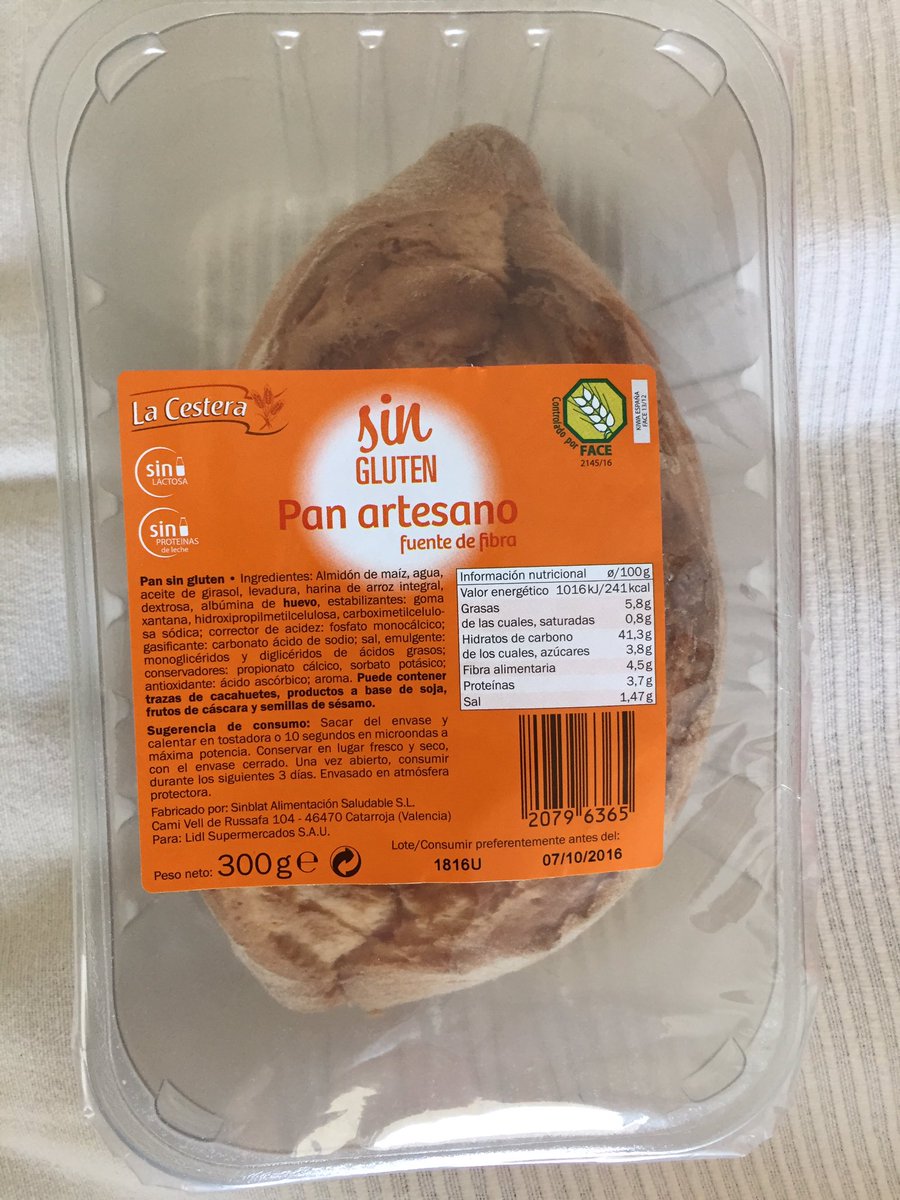 La Cestera
sin
GLUTEN
Controlado por
FACE
2145/16
KIWA ESPAÑA
FACE 13/12
sin
LACTOSA
sin
PROTEINAS
de leche
Pan artesano
fuente de fibra
Pan sin gluten • Ingredientes: Almidón de maíz, agua,
aceite de girasol, levadura, harina de arroz integral,
dextrosa, albúmina de huevo, estabilizantes: goma
xantana, hidroxipropilmetilcelulosa, carboximetilcelulo-
sa sódica; corrector de acidez: fosfato monocálcico;
gasificante: carbonato ácido de sodio; sal, emulgente:
monoglicéridos y diglicéridos de ácidos grasos;
conservadores: propionato cálcico, sorbato potásico;
antioxidante: ácido ascórbico; aroma. Puede contener
trazas de cacahuetes, productos a base de soja,
frutos de cáscara y semillas de sésamo.
Sugerencia de consumo: Sacar del envase y
calentar en tostadora o 10 segundos en microondas a
máxima potencia. Conservar en lugar fresco y seco,
con el envase cerrado. Una vez abierto, consumir
durante los siguientes 3 días. Envasado en atmósfera
protectora.
Fabricado por: Sinblat Alimentación Saludable S.L.
Cami Vell de Russafa 104 - 46470 Catarroja (Valencia)
Para: Lidl Supermercados S.A.U.
Peso neto: 300 g e
Información nutricional ø/100g
Valor energético 1016kJ/241kcal
Grasas 5,8g
de las cuales, saturadas 0,8g
Hidratos de carbono 41,3g
de los cuales, azúcares 3,8g
Fibra alimentaria 4,5g
Proteínas 3,7g
Sal 1,47g
2079 6365
Lote/Consumir preferentemente antes del:
1816U 07/10/2016